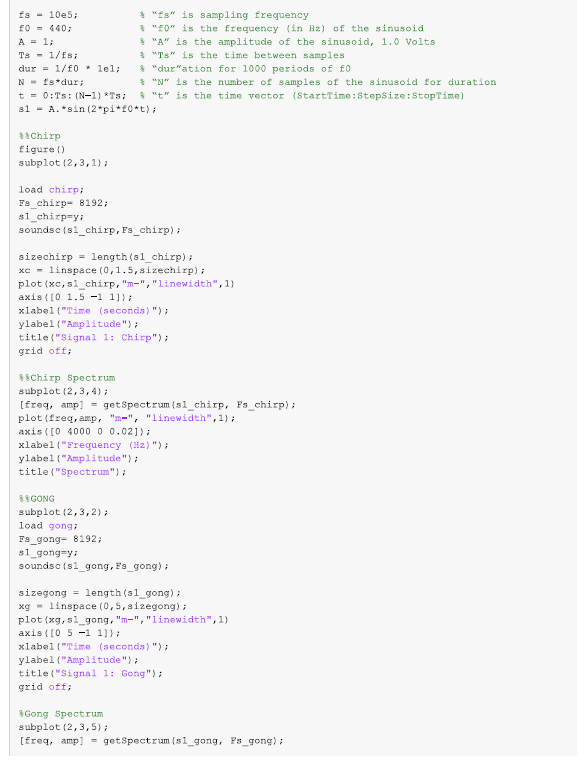 fs = 10e5; % “fs” is sampling frequency
f0 = 440; % “f0” is the frequency (in Hz) of the sinusoid
A = 1; % “A” is the amplitude of the sinusoid, 1.0 Volts
Ts = 1/fs; % “Ts” is the time between samples
dur = 1/f0 * 1e1; % “dur”ation for 1000 periods of f0
N = fs*dur; % “N” is the number of samples of the sinusoid for duration
t = 0:Ts:(N−1)*Ts; % “t” is the time vector (StartTime:StepSize:StopTime)
s1 = A.*sin(2*pi*f0*t);
%%Chirp
figure()
subplot(2,3,1);
load chirp;
Fs_chirp= 8192;
s1_chirp=y;
soundsc(s1_chirp,Fs_chirp);
sizechirp = length(s1_chirp);
xc = linspace(0,1.5,sizechirp);
plot(xc,s1_chirp,"m−","linewidth",1)
axis([0 1.5 −1 1]);
xlabel("Time (seconds)");
ylabel("Amplitude");
title("Signal 1: Chirp");
grid off;
%%Chirp Spectrum
subplot(2,3,4);
[freq, amp] = getSpectrum(s1_chirp, Fs_chirp);
plot(freq,amp, "m−", "linewidth",1);
axis([0 4000 0 0.02]);
xlabel("Frequency (Hz)");
ylabel("Amplitude");
title("Spectrum");
%%GONG
subplot(2,3,2);
load gong;
Fs_gong= 8192;
s1_gong=y;
soundsc(s1_gong,Fs_gong);
sizegong = length(s1_gong);
xg = linspace(0,5,sizegong);
plot(xg,s1_gong,"m−","linewidth",1)
axis([0 5 −1 1]);
xlabel("Time (seconds)");
ylabel("Amplitude");
title("Signal 1: Gong");
grid off;
%Gong Spectrum
subplot(2,3,5);
[freq, amp] = getSpectrum(s1_gong, Fs_gong);